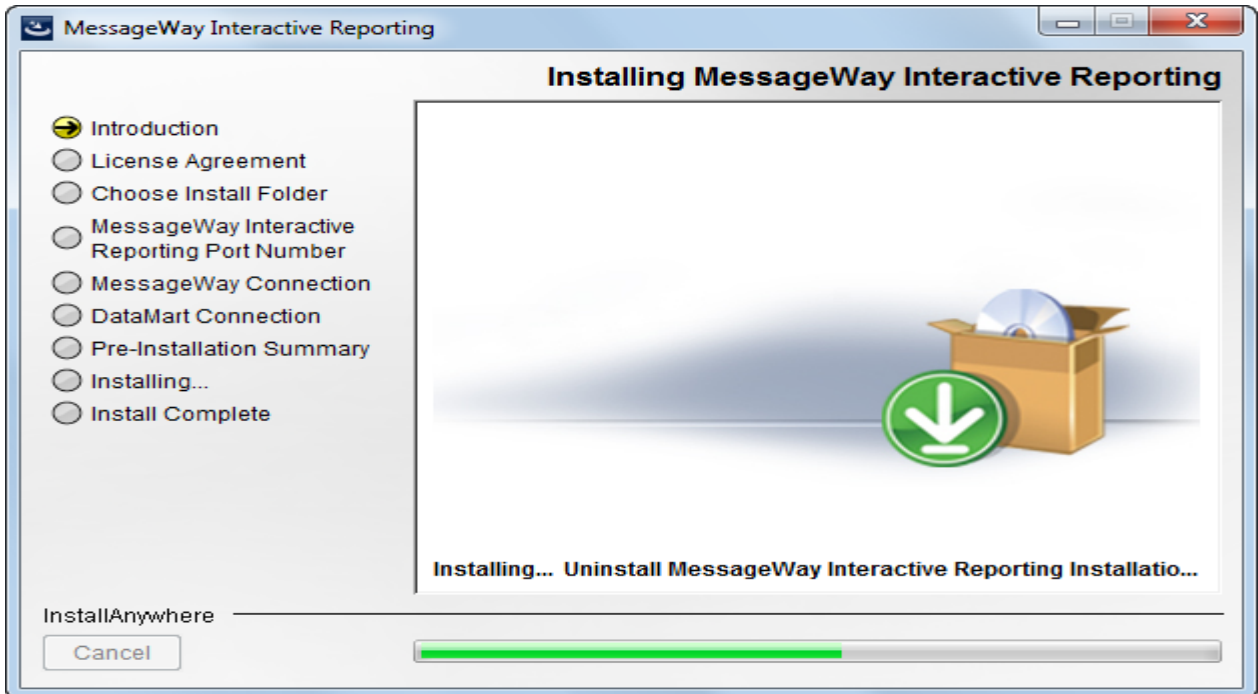 MessageWay Interactive Reporting
Installing MessageWay Interactive Reporting
Introduction
License Agreement
Choose Install Folder
MessageWay Interactive
Reporting Port Number
MessageWay Connection
DataMart Connection
Pre-Installation Summary
Installing...
Install Complete
Installing... Uninstall MessageWay Interactive Reporting Installatio...
InstallAnywhere
Cancel